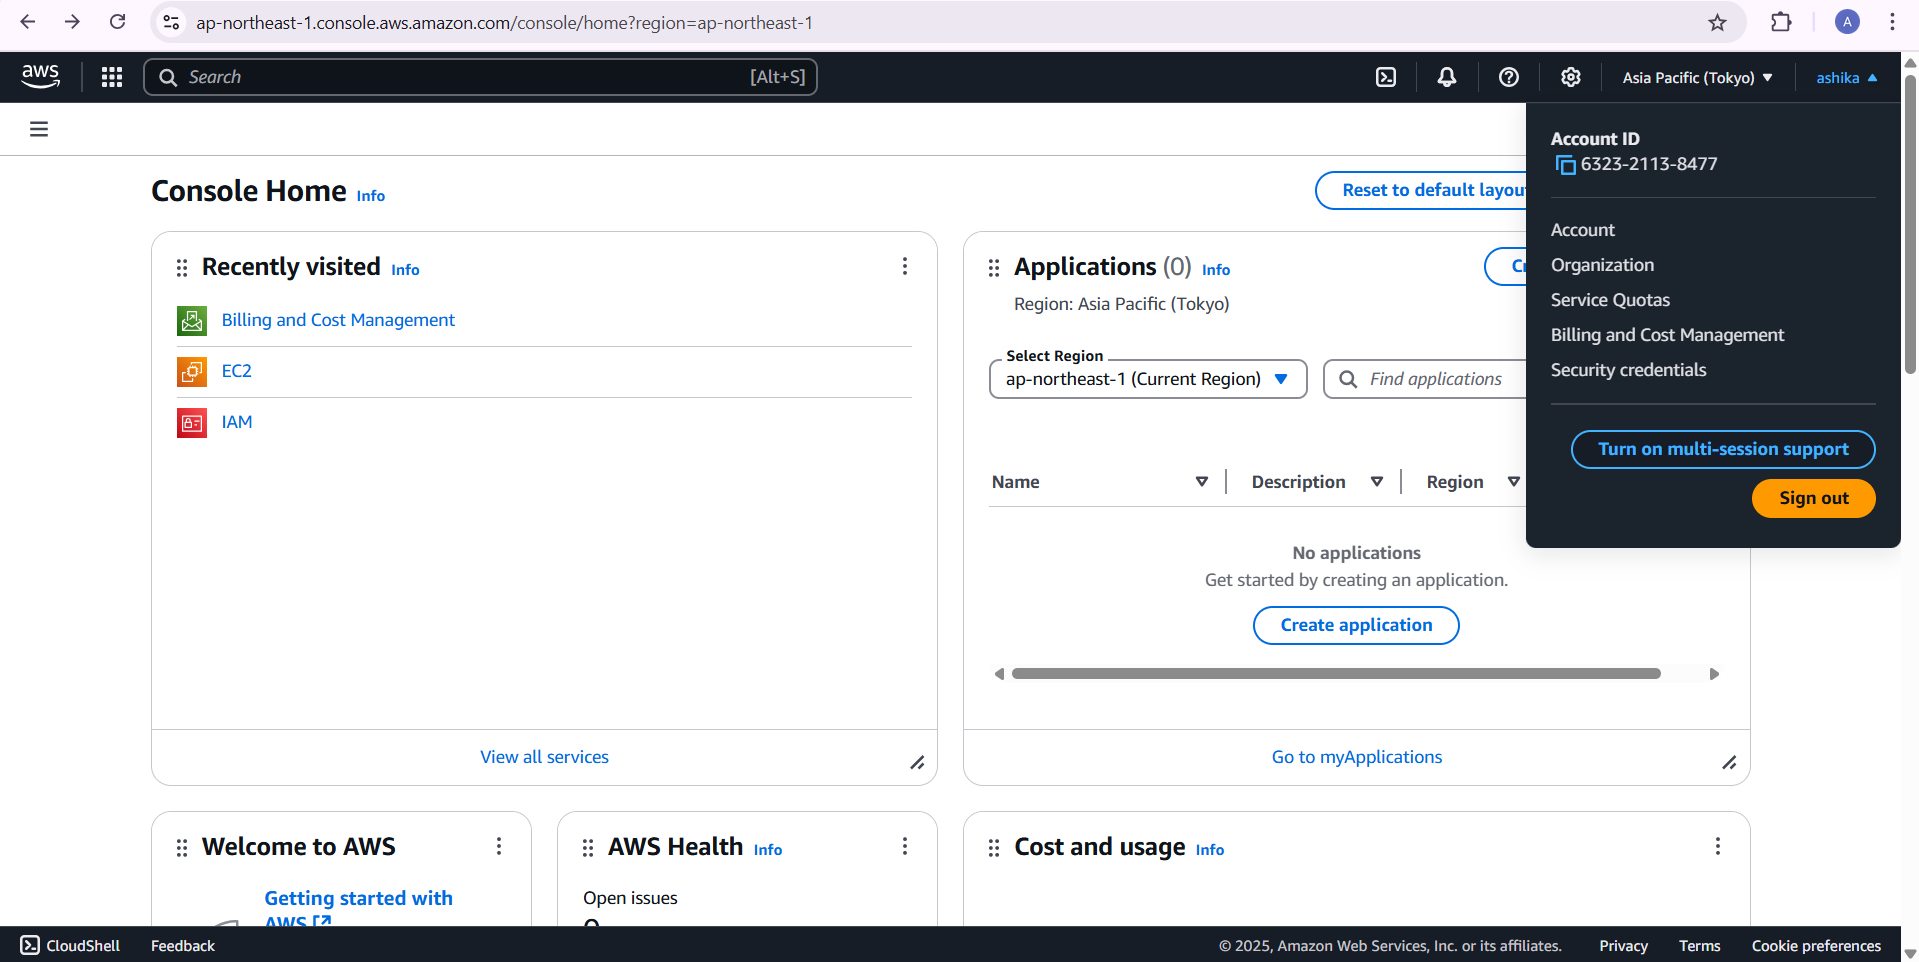 ap-northeast-1.console.aws.amazon.com/console/home?region=ap-northeast-1
A
aws
Search
[Alt+S]
Asia Pacific (Tokyo)
ashika
Account ID
6323-2113-8477
Account
Organization
Service Quotas
Billing and Cost Management
Security credentials
Turn on multi-session support
Sign out
Console Home Info
Reset to default layou
Recently visited Info
Billing and Cost Management
EC2
IAM
View all services
Applications (0) Info
Region: Asia Pacific (Tokyo)
Select Region
ap-northeast-1 (Current Region)
Find applications
Name
Description
Region
No applications
Get started by creating an application.
Create application
Go to myApplications
Welcome to AWS
Getting started with
AWS
AWS Health Info
Open issues
Cost and usage Info
CloudShell
Feedback
© 2025, Amazon Web Services, Inc. or its affiliates.
Privacy
Terms
Cookie preferences